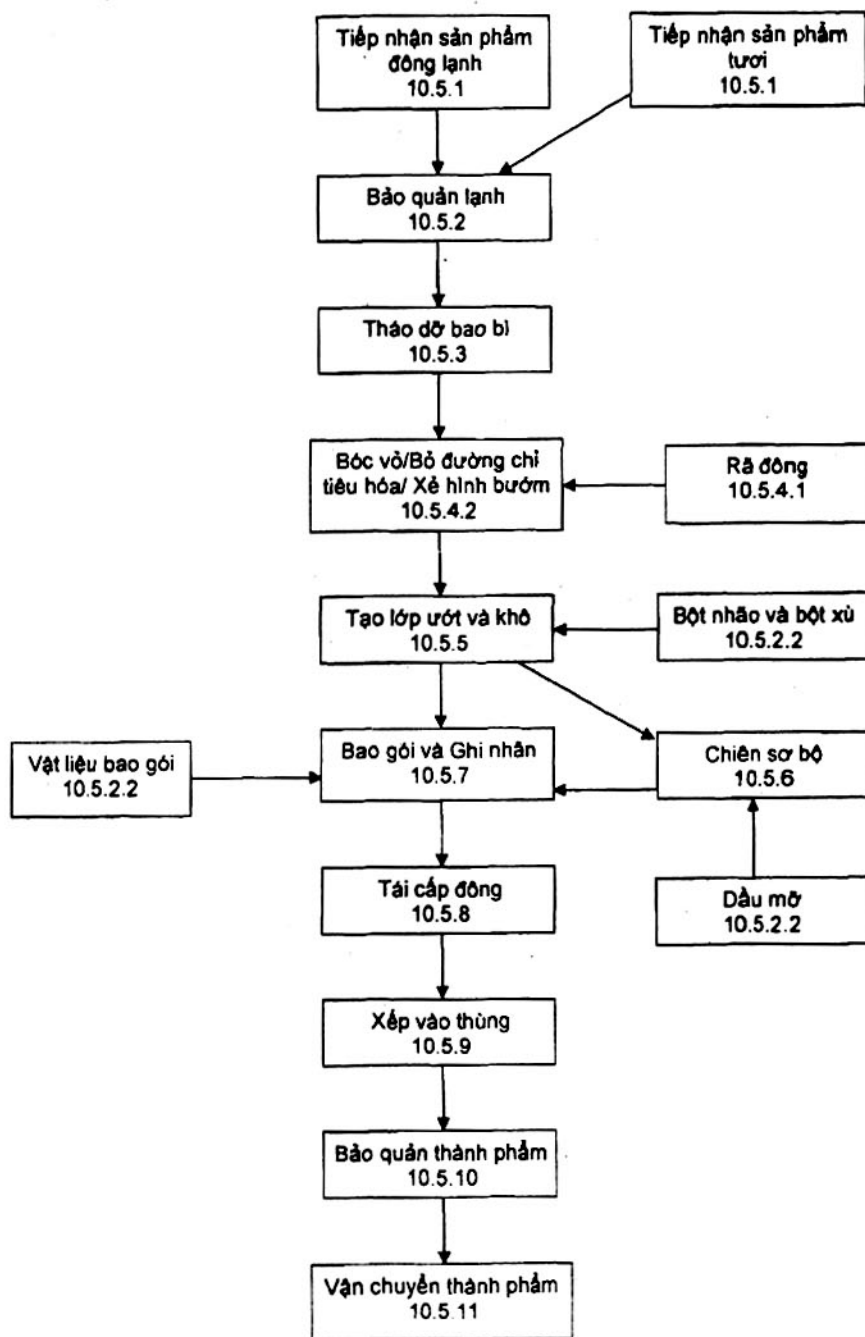 Tiếp nhận sản phẩm
đông lạnh
10.5.1
Tiếp nhận sản phẩm
tươi
10.5.1
Bảo quản lạnh
10.5.2
Tháo dỡ bao bì
10.5.3
Bóc vỏ/Bỏ đường chỉ
tiêu hóa/ Xẻ hình bướm
10.5.4.2
Rã đông
10.5.4.1
Tạo lớp ướt và khô
10.5.5
Bột nhão và bột xù
10.5.2.2
Vật liệu bao gói
10.5.2.2
Bao gói và Ghi nhãn
10.5.7
Chiên sơ bộ
10.5.6
Tái cấp đông
10.5.8
Dầu mỡ
10.5.2.2
Xếp vào thùng
10.5.9
Bảo quản thành phẩm
10.5.10
Vận chuyển thành phẩm
10.5.11